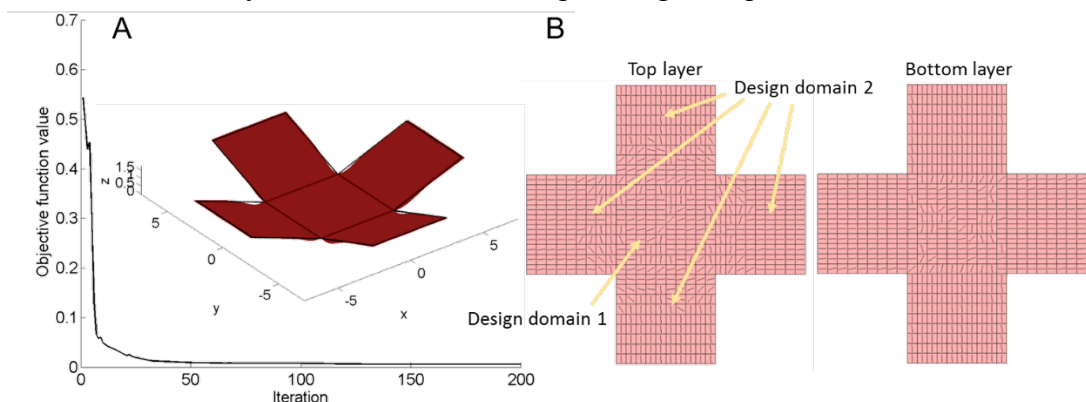 A
B
0.7
0.6
0.5
0.4
0.3
0.2
0.1
0
Objective function value
0
50
100
150
200
Iteration
1.5
1
0
z
5
0
-5
y
-5
0
5
x
Top layer
Bottom layer
Design domain 2
Design domain 1